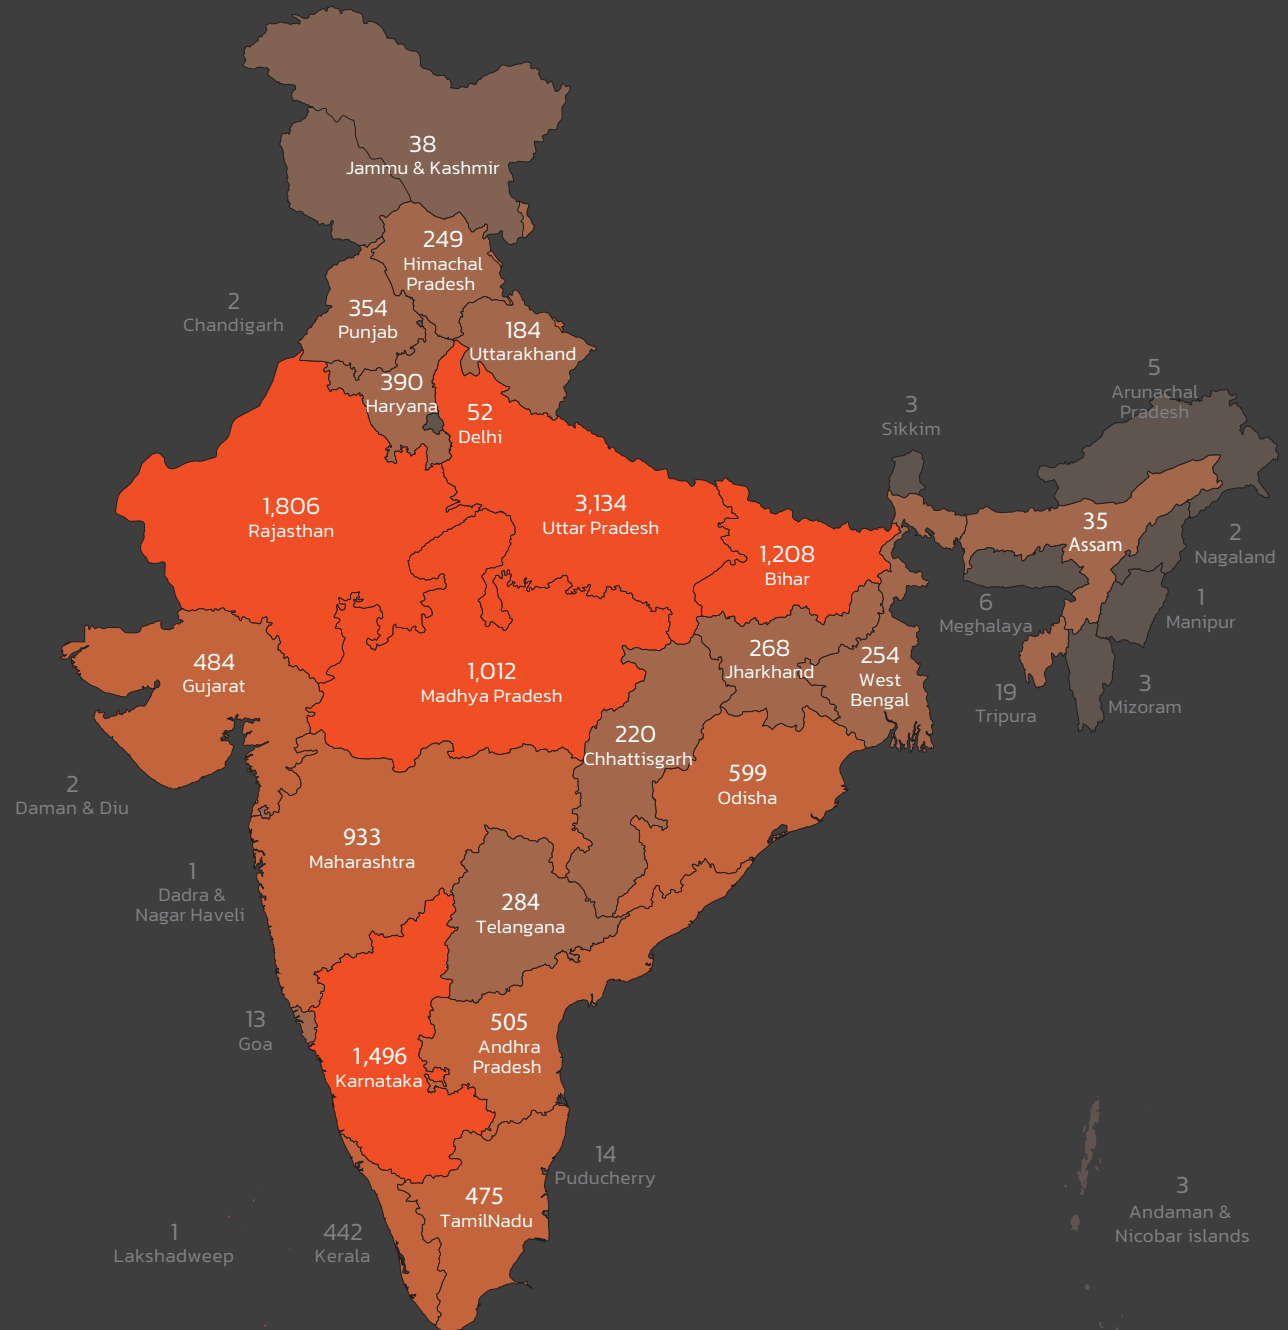 38
Jammu & Kashmir
249
Himachal
Pradesh
2
Chandigarh
354
Punjab
184
Uttarakhand
390
Haryana
52
Delhi
5
Arunachal
Pradesh
3
Sikkim
1,806
Rajasthan
3,134
Uttar Pradesh
1,208
Bihar
35
Assam
2
Nagaland
6
Meghalaya
1
Manipur
484
Gujarat
1,012
Madhya Pradesh
268
Jharkhand
254
West
Bengal
19
Tripura
3
Mizoram
220
Chhattisgarh
599
Odisha
2
Daman & Diu
933
Maharashtra
1
Dadra &
Nagar Haveli
284
Telangana
13
Goa
505
Andhra
Pradesh
1,496
Karnataka
14
Puducherry
475
TamilNadu
3
Andaman &
Nicobar islands
1
Lakshadweep
442
Kerala